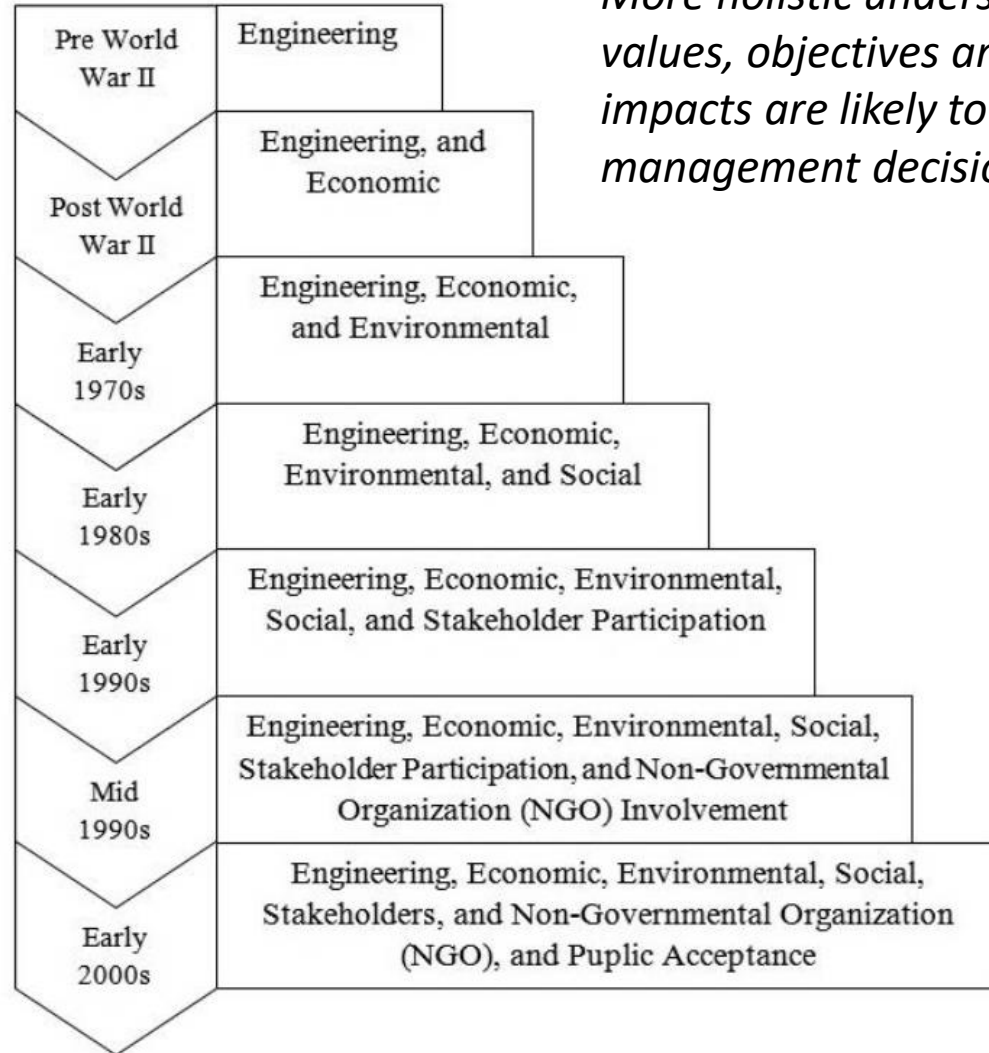 More holistic
values, objectives
impacts are likely to
management
Pre World
War II
Engineering
Engineering, and
Economic
Post World
War II
Engineering, Economic,
and Environmental
Early
1970s
Engineering, Economic,
Environmental, and Social
Early
1980s
Engineering, Economic, Environmental,
Social, and Stakeholder Participation
Early
1990s
Engineering, Economic, Environmental, Social,
Stakeholder Participation, and Non-Governmental
Organization (NGO) Involvement
Mid
1990s
Engineering, Economic, Environmental, Social,
Stakeholders, and Non-Governmental Organization
(NGO), and Puplic Acceptance
Early
2000s